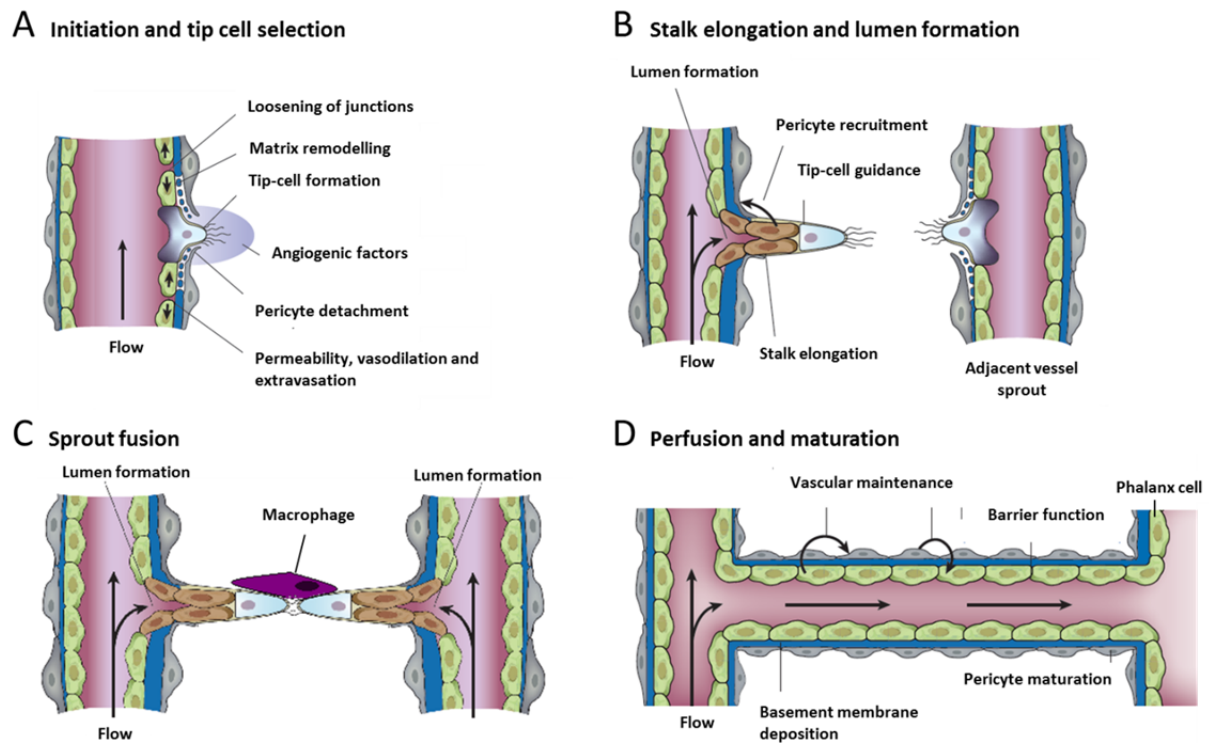 A Initiation and tip cell selection
Loosening of junctions
Matrix remodelling
Tip-cell formation
Angiogenic factors
Pericyte detachment
Permeability, vasodilation and
extravasation
Flow
B Stalk elongation and lumen formation
Lumen formation
Pericyte recruitment
Tip-cell guidance
Stalk elongation
Flow
Adjacent vessel
sprout
C Sprout fusion
Lumen formation
Lumen formation
Macrophage
Flow
D Perfusion and maturation
Vascular maintenance
Phalanx cell
Barrier function
Pericyte maturation
Basement membrane
deposition
Flow